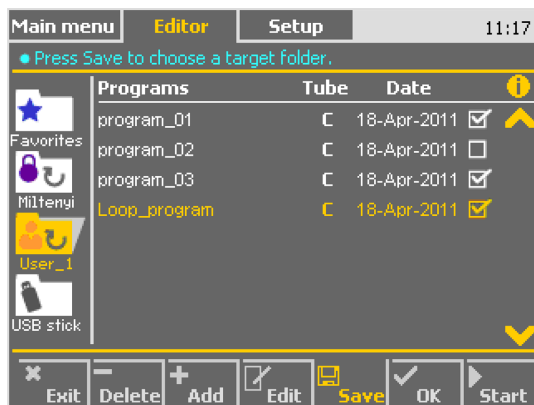 Main menu Editor Setup 11:17
Press Save to choose a target folder.
Programs Tube Date
program_01 C 18-Apr-2011
program_02 C 18-Apr-2011
program_03 C 18-Apr-2011
Loop_program C 18-Apr-2011
Favorites
Miltenyi
User_1
USB stick
Exit Delete Add Edit Save OK Start